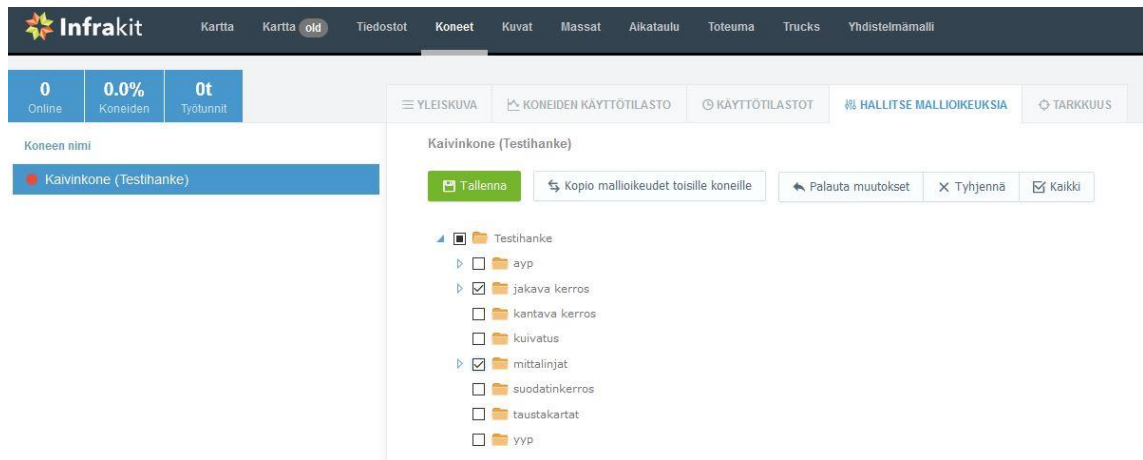 Infrakit Kartta Kartta old Tiedostot Koneet Kuvat Massat Aikataulu Toteuma Trucks Yhdistelmämalli
0 0.0% 0t
Online Koneiden Työtunnit
YLEISKUVA KONEIDEN KÄYTTÖTILASTO KÄYTTÖTILASTOT HALLITSE MALLIOIKEUKSIA TARKKUUS
Koneen nimi
Kaivinkone (Testihanke)
Kaivinkone (Testihanke)
Tallenna Kopio mallioikeudet toisille koneille Palauta muutokset Tyhjennä Kaikki
Testihanke
ayp
jakava kerros
kantava kerros
kuivatus
mittalinjat
suodatinkerros
taustakartat
yyp